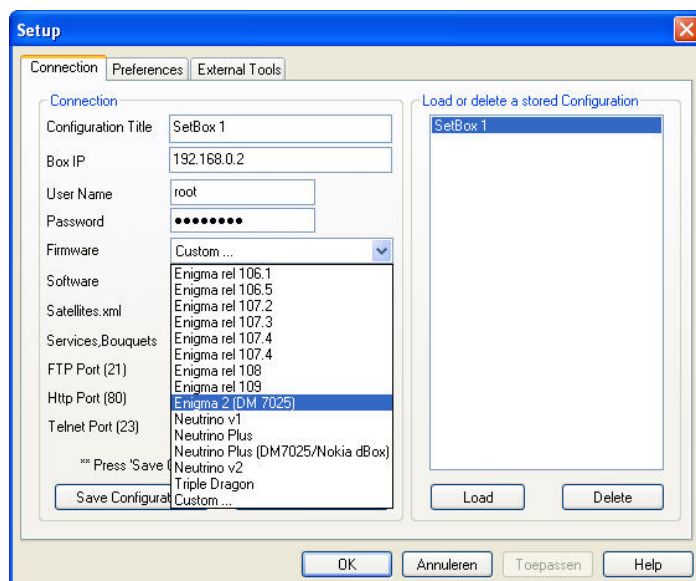 Setup
Connection
Preferences
External Tools
Connection
Configuration Title
SetBox 1
Box IP
192.168.0.2
User Name
root
Password
Firmware
Custom ...
Software
Satellites.xml
Services,Bouquets
FTP Port (21)
Http Port (80)
Telnet Port (23)
Enigma rel 106.1
Enigma rel 106.5
Enigma rel 107.2
Enigma rel 107.3
Enigma rel 107.4
Enigma rel 107.4
Enigma rel 108
Enigma rel 109
Enigma 2 (DM 7025)
Neutrino v1
Neutrino Plus
Neutrino Plus (DM7025/Nokia dBox)
Neutrino v2
Triple Dragon
Custom ...
** Press 'Save
Save Configurat
Load or delete a stored Configuration
SetBox 1
Load
Delete
OK
Annuleren
Toepassen
Help